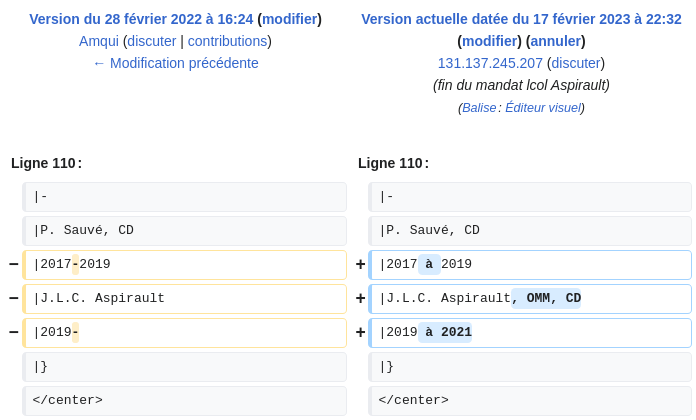 Version du 28 février 2022 à 16:24 (modifier)
Amqui (discuter | contributions)
← Modification précédente
Version actuelle datée du 17 février 2023 à 22:32
(modifier) (annuler)
131.137.245.207 (discuter)
(fin du mandat lcol Aspirault)
(Balise : Éditeur visuel)
Ligne 110 :
Ligne 110 :
|-
|-
|P. Sauvé, CD
|P. Sauvé, CD
− |2017-2019
+ |2017 à 2019
− |J.L.C. Aspirault
+ |J.L.C. Aspirault, OMM, CD
− |2019-
+ |2019 à 2021
|}
|}
</center>
</center>